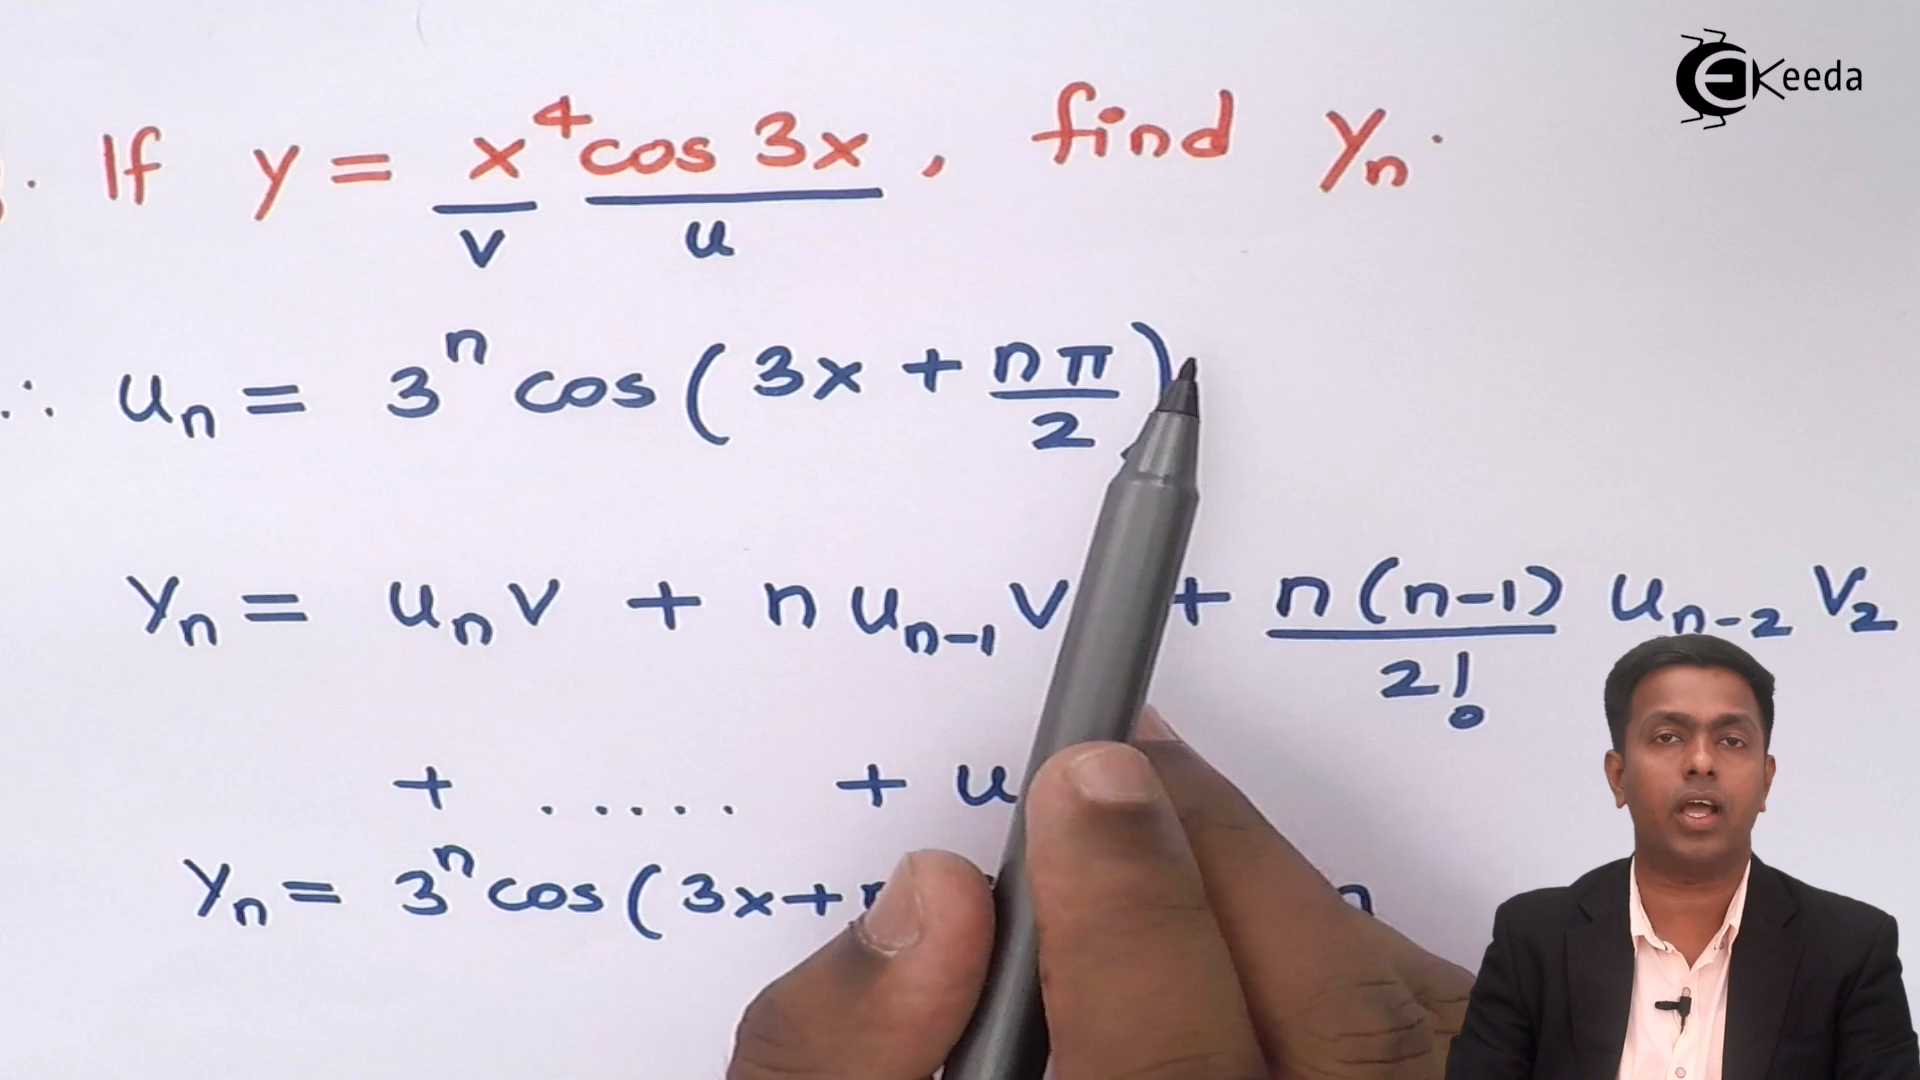 EKeeda
. If y = x⁴ cos 3x , find yₙ.
v u
∴ uₙ = 3ⁿ cos ( 3x + nπ/2 )
yₙ = uₙ v + n uₙ₋₁ v + n(n-1)/2! uₙ₋₂ v₂
+ ..... + u
yₙ = 3ⁿ cos ( 3x +